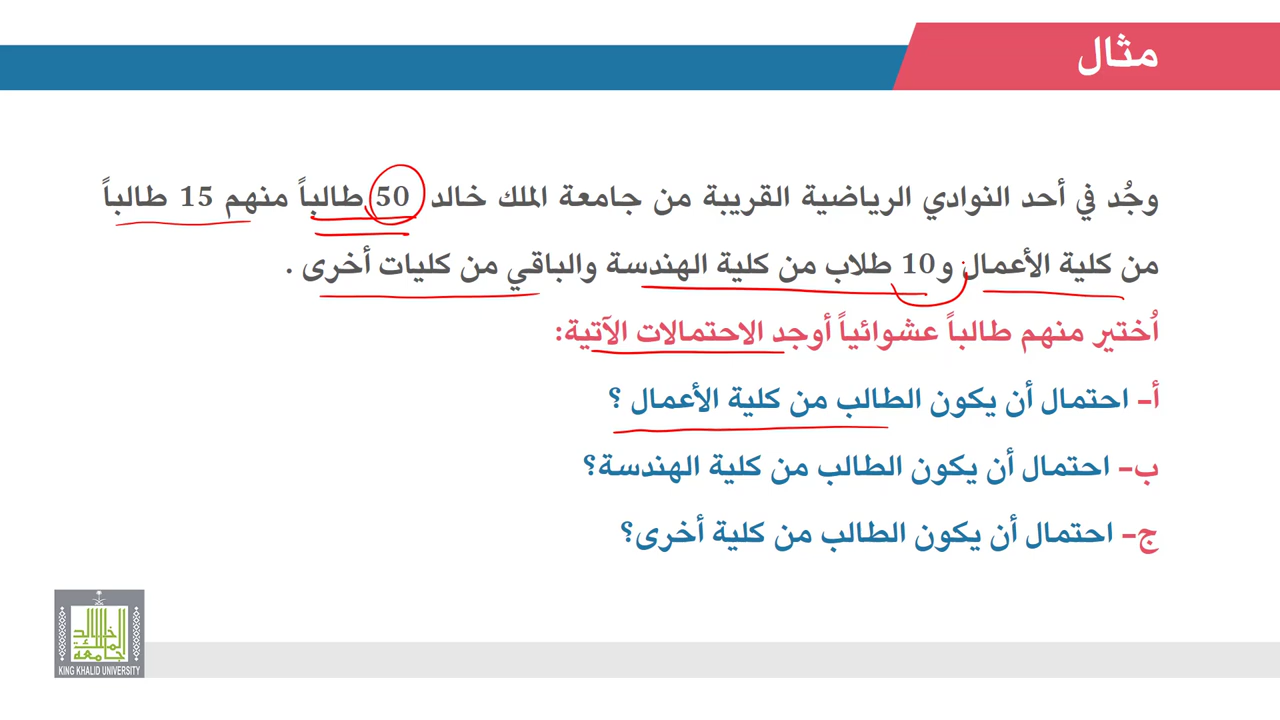 مثال
وجُد في أحد النوادي الرياضية القريبة من جامعة الملك خالد 50 طالباً منهم 15 طالباً
من كلية الأعمال و10 طلاب من كلية الهندسة والباقي من كليات أخرى .
اُختير منهم طالباً عشوائياً أوجد الاحتمالات الآتية:
أ- احتمال أن يكون الطالب من كلية الأعمال ؟
ب- احتمال أن يكون الطالب من كلية الهندسة؟
ج- احتمال أن يكون الطالب من كلية أخرى؟
جامعة الملك خالد
KING KHALID UNIVERSITY